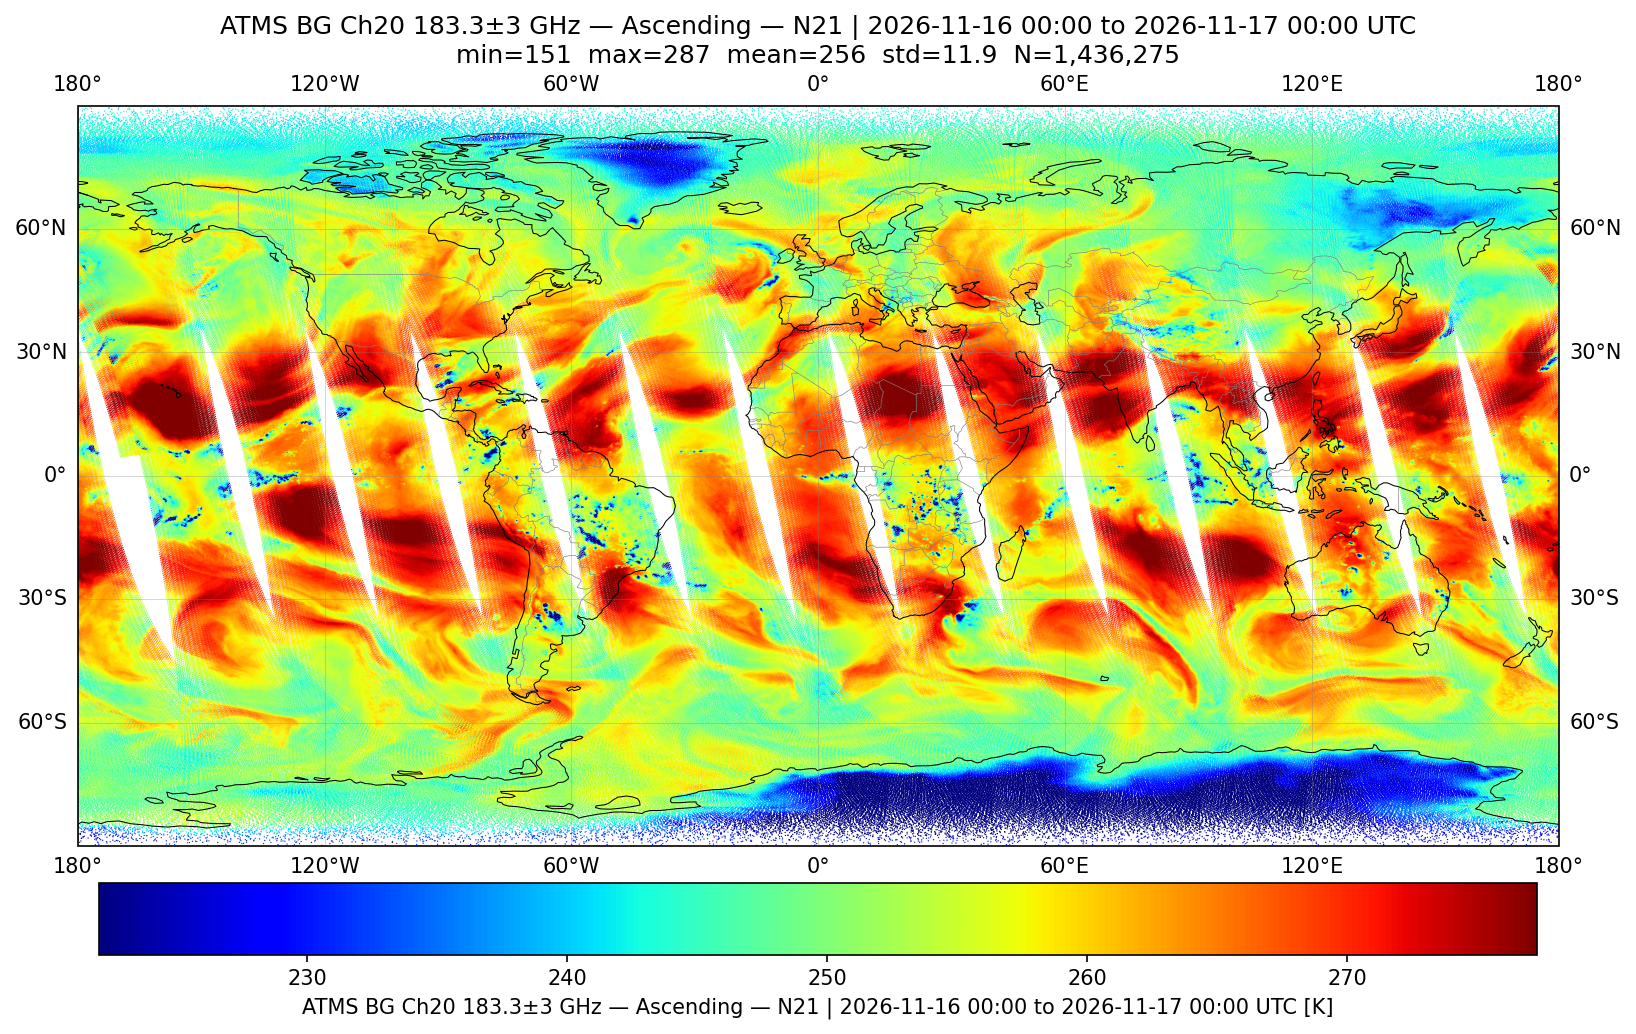 ATMS BG Ch20 183.3±3 GHz — Ascending — N21 | 2026-11-16 00:00 to 2026-11-17 00:00 UTC
min=151 max=287 mean=256 std=11.9 N=1,436,275
180° 120°W 60°W 0° 60°E 120°E 180°
60°N 60°N
30°N 30°N
0° 0°
30°S 30°S
60°S 60°S
180° 120°W 60°W 0° 60°E 120°E 180°
230 240 250 260 270
ATMS BG Ch20 183.3±3 GHz — Ascending — N21 | 2026-11-16 00:00 to 2026-11-17 00:00 UTC [K]